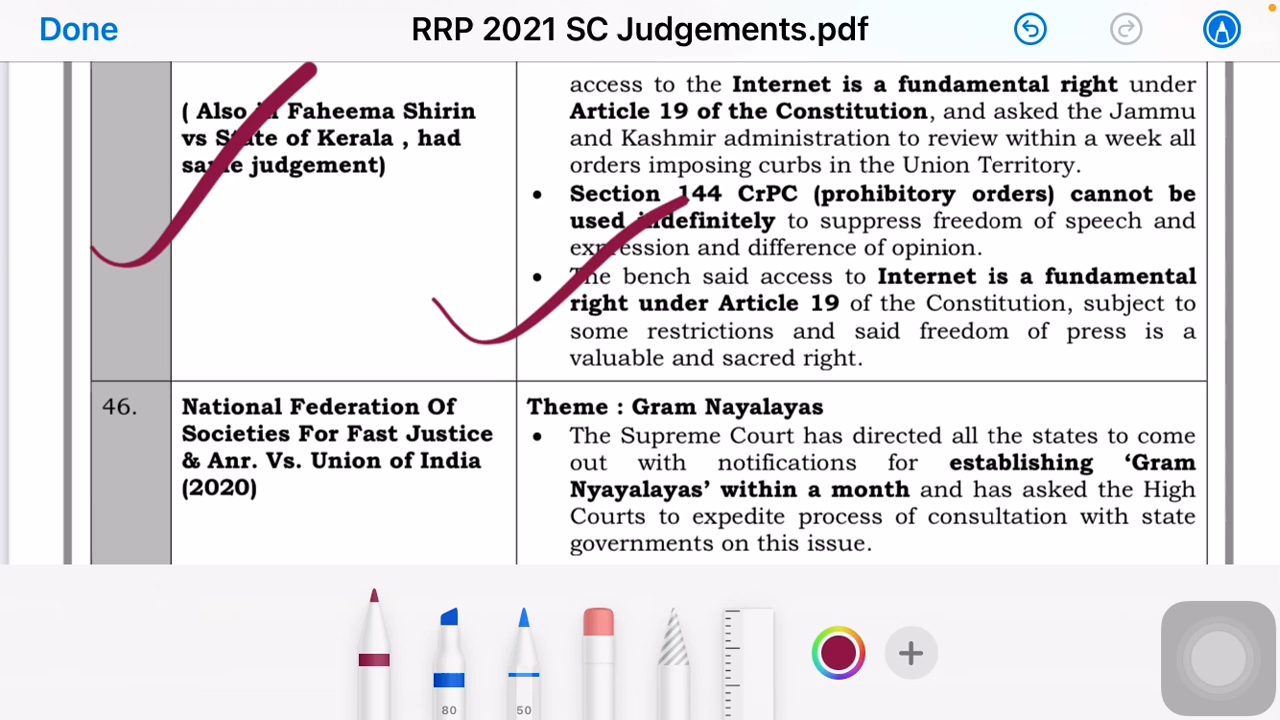 Done
RRP 2021 SC Judgements.pdf
( Also in Faheema Shirin
vs State of Kerala , had
same judgement)
access to the Internet is a fundamental right under
Article 19 of the Constitution, and asked the Jammu
and Kashmir administration to review within a week all
orders imposing curbs in the Union Territory.
• Section 144 CrPC (prohibitory orders) cannot be
used indefinitely to suppress freedom of speech and
expression and difference of opinion.
• The bench said access to Internet is a fundamental
right under Article 19 of the Constitution, subject to
some restrictions and said freedom of press is a
valuable and sacred right.
46.
National Federation Of
Societies For Fast Justice
& Anr. Vs. Union of India
(2020)
Theme : Gram Nayalayas
• The Supreme Court has directed all the states to come
out with notifications for establishing ‘Gram
Nyayalayas’ within a month and has asked the High
Courts to expedite process of consultation with state
governments on this issue.
80
50